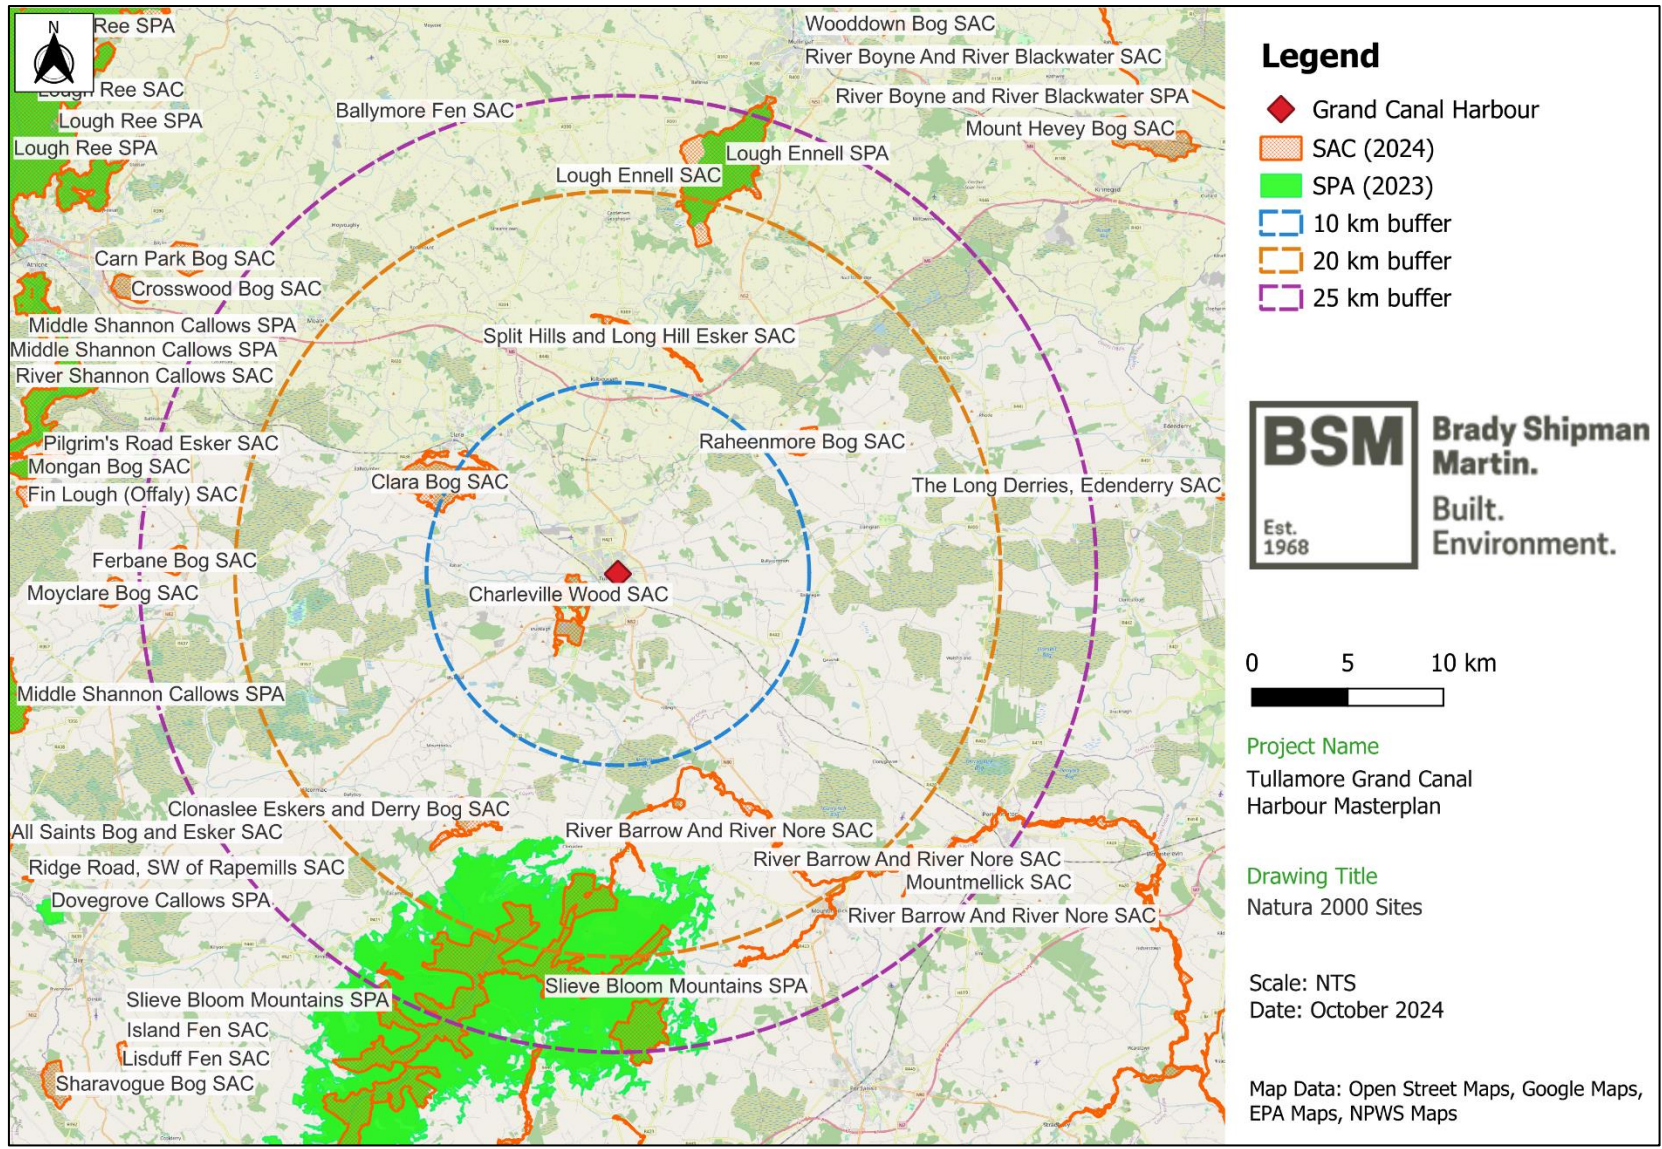 N
Ree SPA
Lough Ree SAC
Lough Ree SPA
Lough Ree SPA
Wooddown Bog SAC
River Boyne And River Blackwater SAC
River Boyne and River Blackwater SPA
Mount Hevey Bog SAC
Ballymore Fen SAC
Lough Ennell SPA
Lough Ennell SAC
Carn Park Bog SAC
Crosswood Bog SAC
Middle Shannon Callows SPA
Middle Shannon Callows SPA
River Shannon Callows SAC
Split Hills and Long Hill Esker SAC
Pilgrim's Road Esker SAC
Mongan Bog SAC
Fin Lough (Offaly) SAC
Clara Bog SAC
Raheenmore Bog SAC
The Long Derries, Edenderry SAC
Ferbane Bog SAC
Moyclare Bog SAC
Charleville Wood SAC
Middle Shannon Callows SPA
Clonaslee Eskers and Derry Bog SAC
All Saints Bog and Esker SAC
Ridge Road, SW of Rapemills SAC
Dovegrove Callows SPA
River Barrow And River Nore SAC
River Barrow And River Nore SAC
Mountmellick SAC
River Barrow And River Nore SAC
Slieve Bloom Mountains SPA
Slieve Bloom Mountains SPA
Island Fen SAC
Lisduff Fen SAC
Sharavogue Bog SAC
Legend
Grand Canal Harbour
SAC (2024)
SPA (2023)
10 km buffer
20 km buffer
25 km buffer
BSM
Est.
1968
Brady Shipman
Martin.
Built.
Environment.
0 5 10 km
Project Name
Tullamore Grand Canal
Harbour Masterplan
Drawing Title
Natura 2000 Sites
Scale: NTS
Date: October 2024
Map Data: Open Street Maps, Google Maps,
EPA Maps, NPWS Maps